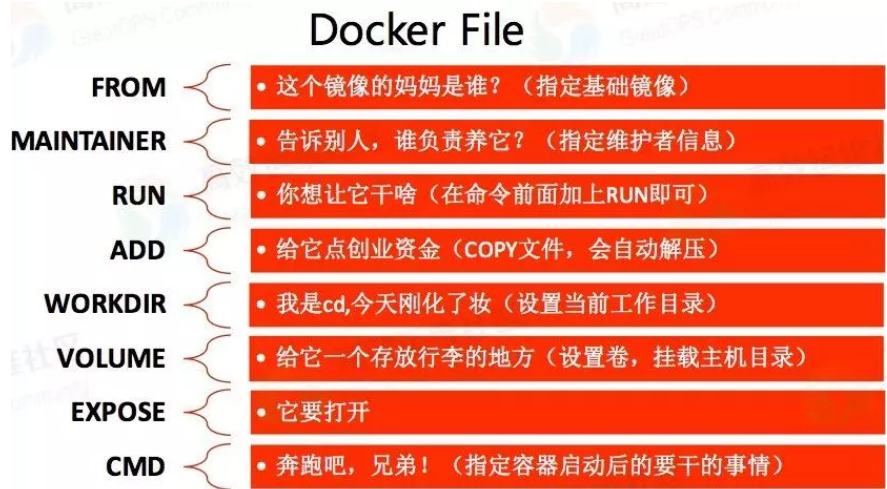 Docker File
FROM
• 这个镜像的妈妈是谁？（指定基础镜像）
MAINTAINER
• 告诉别人，谁负责养它？（指定维护者信息）
RUN
• 你想让它干啥（在命令前面加上RUN即可）
ADD
• 给它点创业资金（COPY文件，会自动解压）
WORKDIR
• 我是cd,今天刚化了妆（设置当前工作目录）
VOLUME
• 给它一个存放行李的地方（设置卷，挂载主机目录）
EXPOSE
• 它要打开
CMD
• 奔跑吧，兄弟！（指定容器启动后的要干的事情）